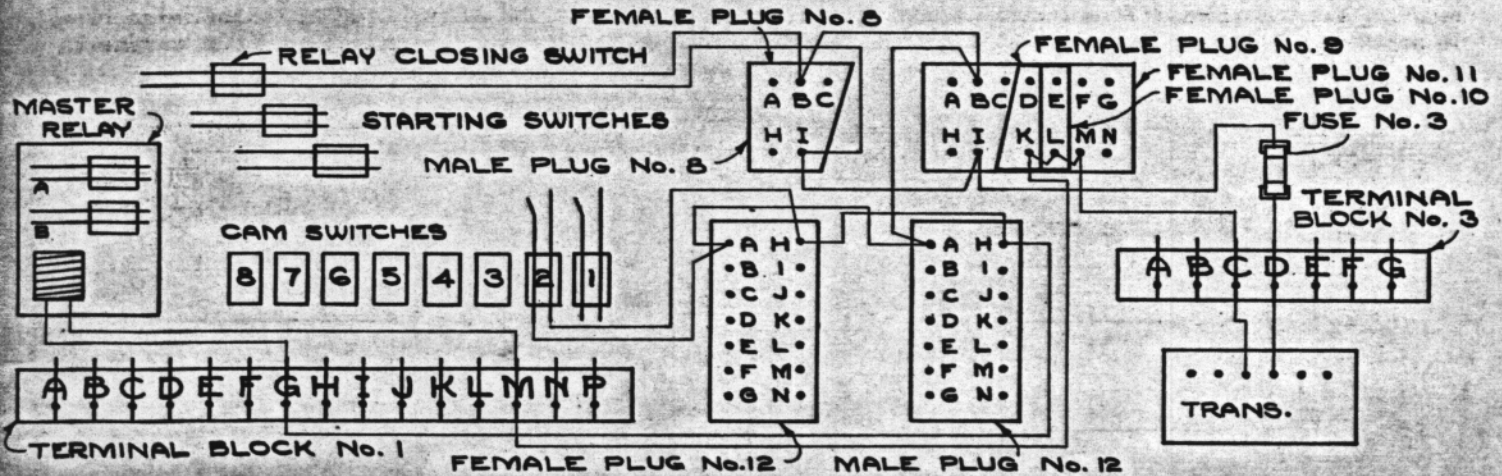 FEMALE PLUG No. 8
RELAY CLOSING SWITCH
FEMALE PLUG No. 9
FEMALE PLUG No. 11
FEMALE PLUG No. 10
MASTER
RELAY
STARTING SWITCHES
FUSE No. 3
MALE PLUG No. 8
A B C
H I
A B C D E F G
H I K L M N
A
B
TERMINAL
BLOCK No. 3
CAM SWITCHES
8 7 6 5 4 3 2 1
A H
B I
C J
D K
E L
F M
G N
A H
B I
C J
D K
E L
F M
G N
A B C D E F G
A B C D E F G H I J K L M N P
TRANS.
TERMINAL BLOCK No. 1
FEMALE PLUG No. 12
MALE PLUG No. 12